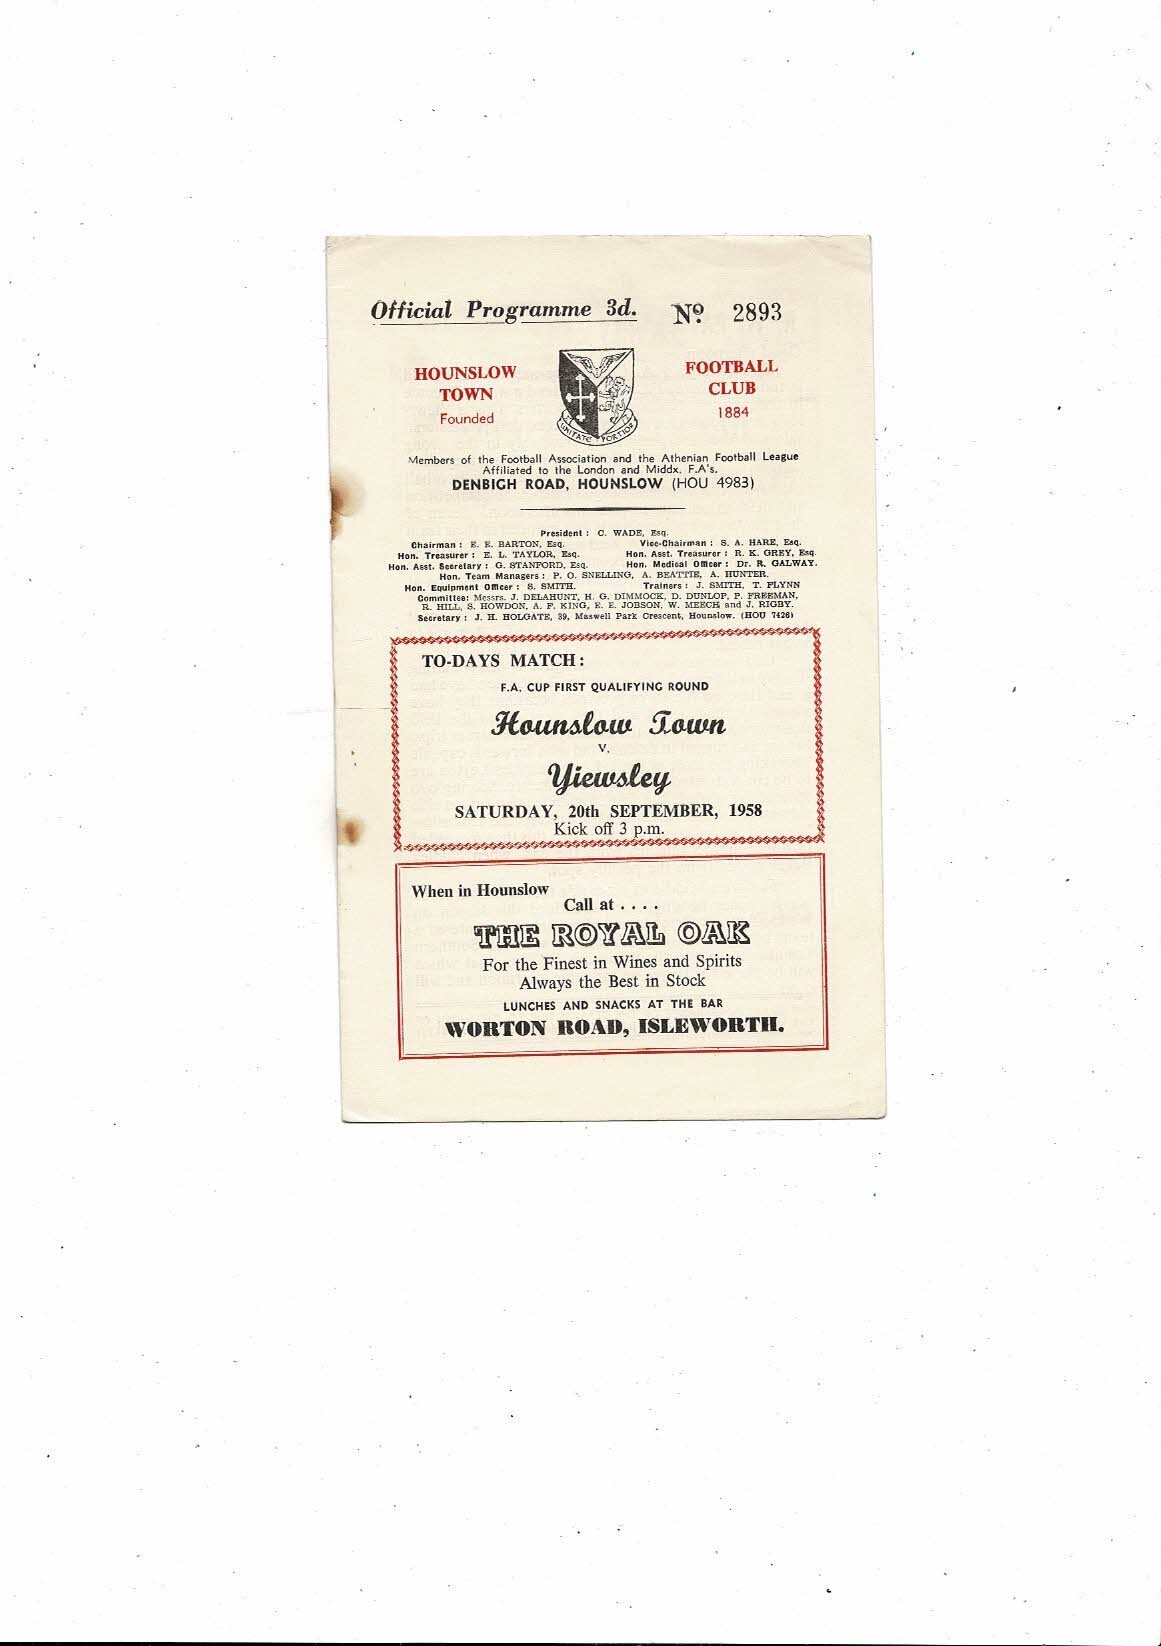 Official Programme 3d. Nº 2893
HOUNSLOW TOWN
Founded
UNITATE FORTIOR
FOOTBALL CLUB
1884
Members of the Football Association and the Athenian Football League
Affiliated to the London and Middx. F.A's.
DENBIGH ROAD, HOUNSLOW (HOU 4983)
President : C. WADE, Esq.
Chairman : E. E. BARTON, Esq. Vice-Chairman : S. A. HARE, Esq.
Hon. Treasurer : E. L. TAYLOR, Esq. Hon. Asst. Treasurer : R. K. GREY, Esq.
Hon. Asst. Secretary : G. STANFORD, Esq. Hon. Medical Officer : Dr. R. GALWAY.
Hon. Team Managers : P. O. SNELLING, A. BEATTIE, A. HUNTER.
Hon. Equipment Officer : S. SMITH. Trainers : J. SMITH, T. FLYNN
Committee: Messrs. J. DELAHUNT, H. G. DIMMOCK, D. DUNLOP, P. FREEMAN,
R. HILL, S. HOWDON, A. F. KING, E. E. JOBSON, W. MEECH and J. RIGBY.
Secretary : J. H. HOLGATE, 39, Maswell Park Crescent, Hounslow. (HOU 7426)
TO-DAYS MATCH :
F.A. CUP FIRST QUALIFYING ROUND
Hounslow Town
v.
Yiewsley
SATURDAY, 20th SEPTEMBER, 1958
Kick off 3 p.m.
When in Hounslow
Call at . . . .
THE ROYAL OAK
For the Finest in Wines and Spirits
Always the Best in Stock
LUNCHES AND SNACKS AT THE BAR
WORTON ROAD, ISLEWORTH.